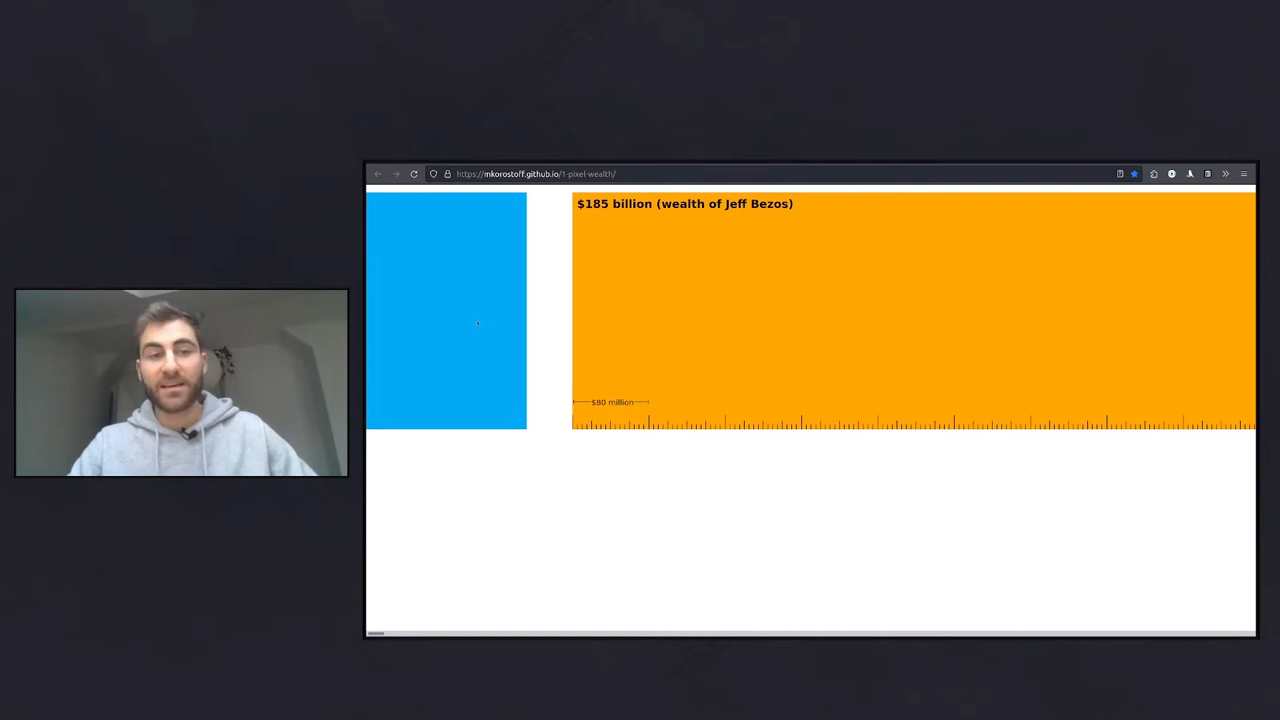 https://mkorostoff.github.io/1-pixel-wealth/
$185 billion (wealth of Jeff Bezos)
$80 million